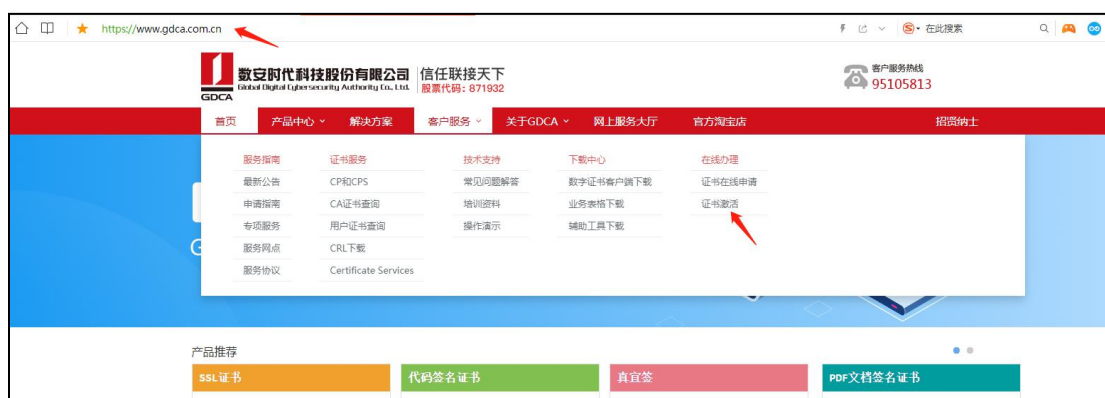 https://www.gdca.com.cn
在此搜索
GDCA
数安时代科技股份有限公司
Global Digital Cybersecurity Authority Co., Ltd.
信任联接天下
股票代码: 871932
客户服务热线
95105813
首页 产品中心 解决方案 客户服务 关于GDCA 网上服务大厅 官方淘宝店 招贤纳士
服务指南 证书服务 技术支持 下载中心 在线办理
最新公告 CP和CPS 常见问题解答 数字证书客户端下载 证书在线申请
申请指南 CA证书查询 培训资料 业务表格下载 证书激活
专项服务 用户证书查询 操作演示 辅助工具下载
服务网点 CRL下载
服务协议 Certificate Services
产品推荐
SSL证书 代码签名证书 真宜签 PDF文档签名证书